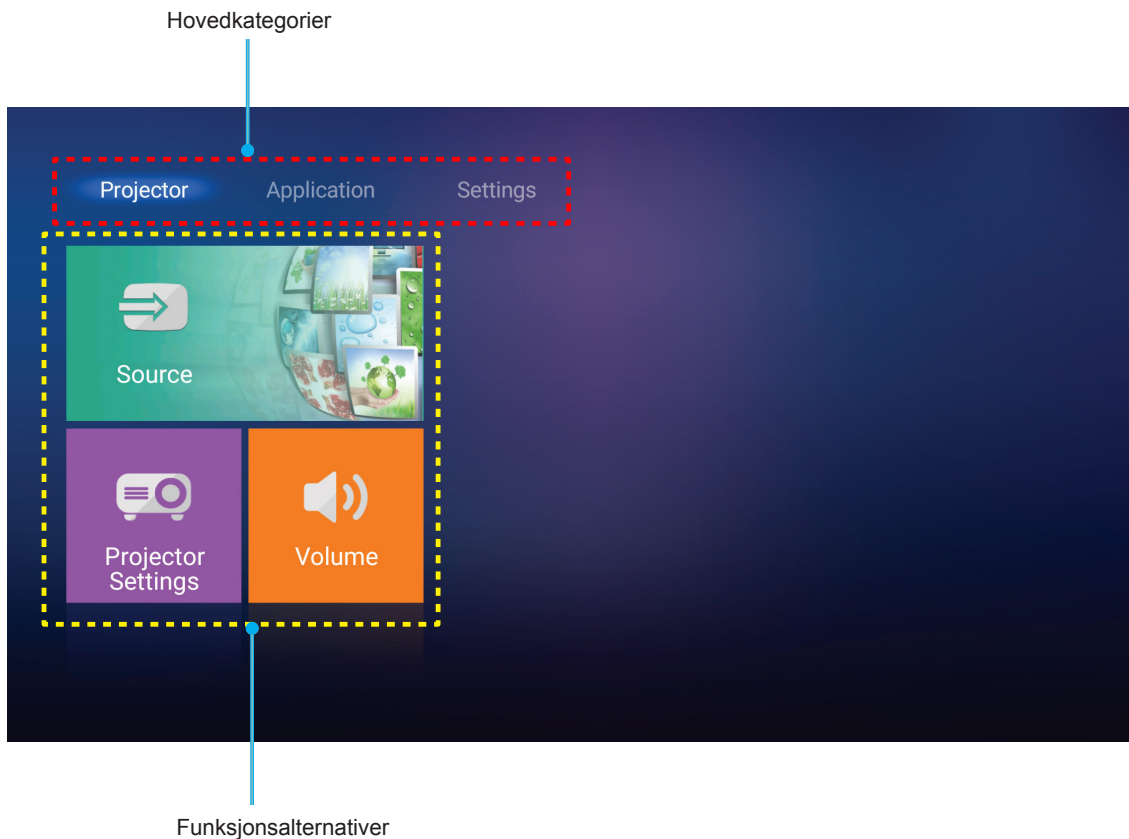 Hovedkategorier
Projector Application Settings
Source
Projector
Settings
Volume
Funksjonsalternativer